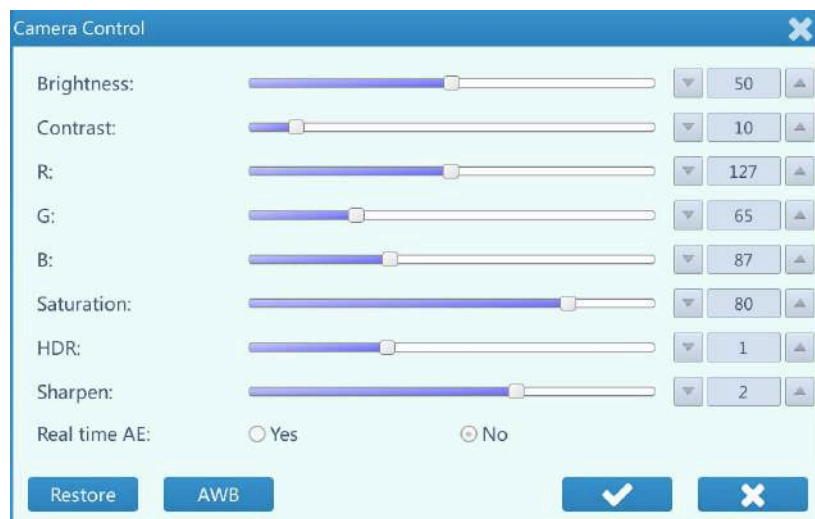 Camera Control
Brightness: 50
Contrast: 10
R: 127
G: 65
B: 87
Saturation: 80
HDR: 1
Sharpen: 2
Real time AE: Yes No
Restore AWB